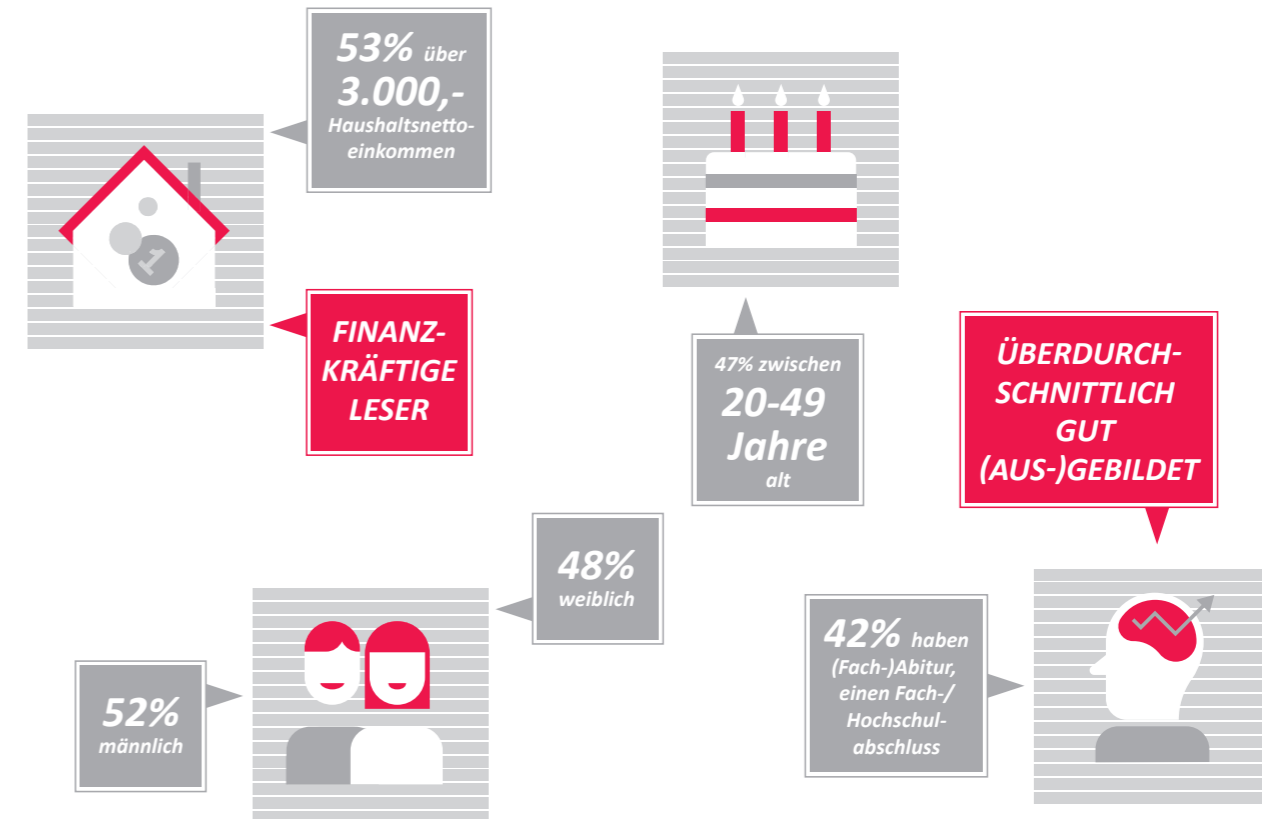 53% über
3.000,-
Haushaltsnetto-
einkommen
FINANZ-
KRÄFTIGE
LESER
1
47% zwischen
20-49
Jahre
alt
ÜBERDURCH-
SCHNITTLICH
GUT
(AUS-)GEBILDET
48%
weiblich
52%
männlich
42% haben
(Fach-)Abitur,
einen Fach-/
Hochschul-
abschluss